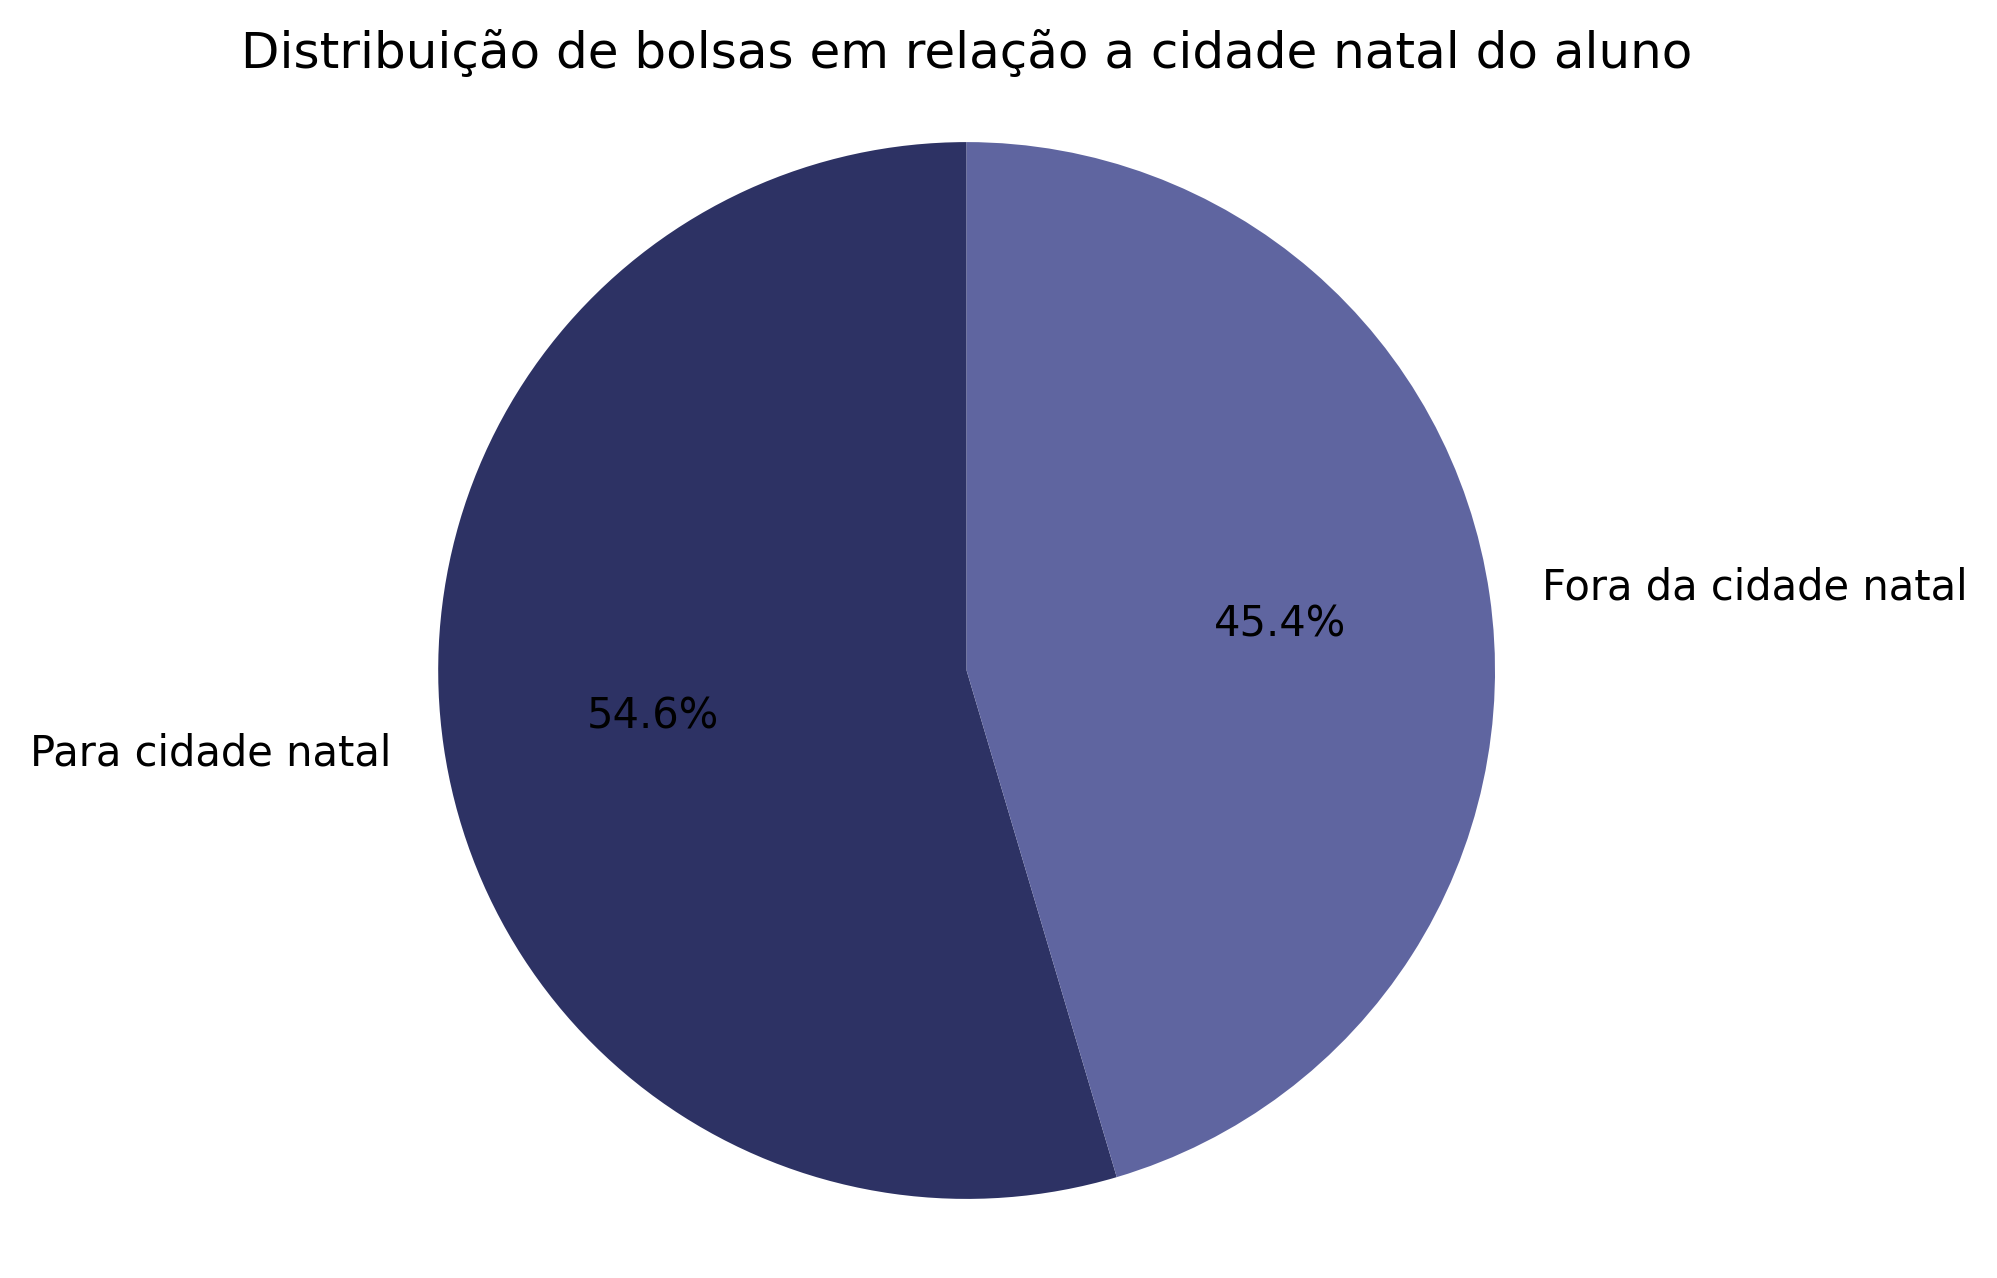 Distribuição de bolsas em relação a cidade natal do aluno
Fora da cidade natal
45.4%
54.6%
Para cidade natal